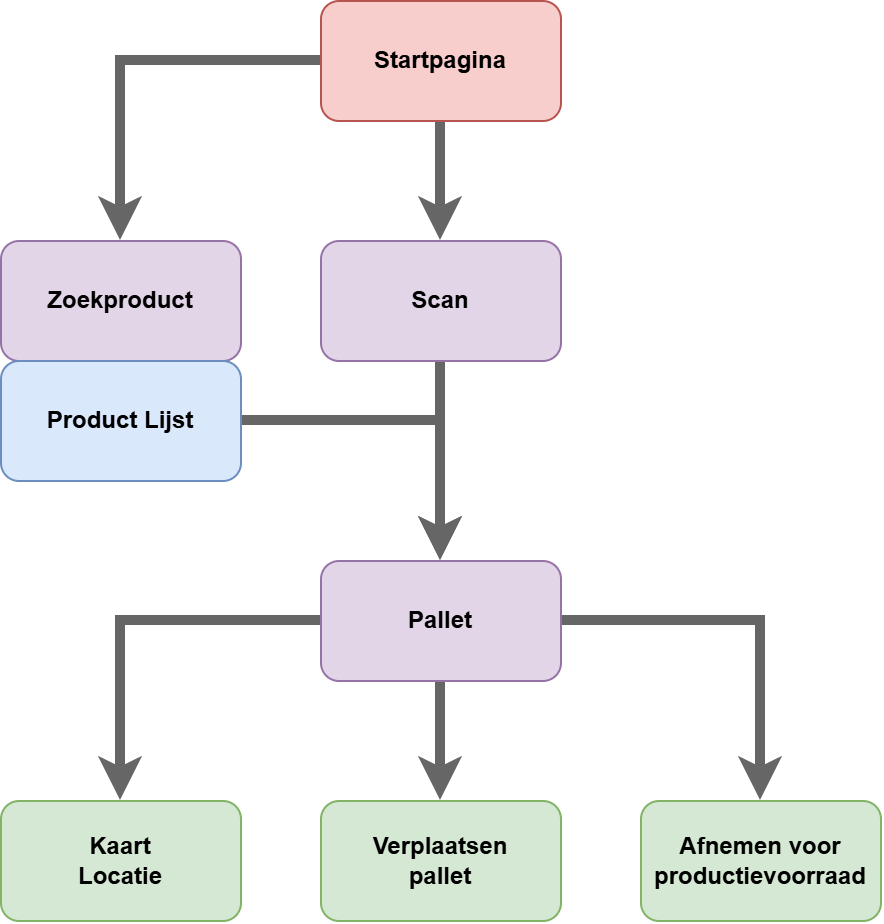 Startpagina
Zoekproduct
Scan
Product Lijst
Pallet
Kaart
Locatie
Verplaatsen
pallet
Afnemen voor
productievoorraad